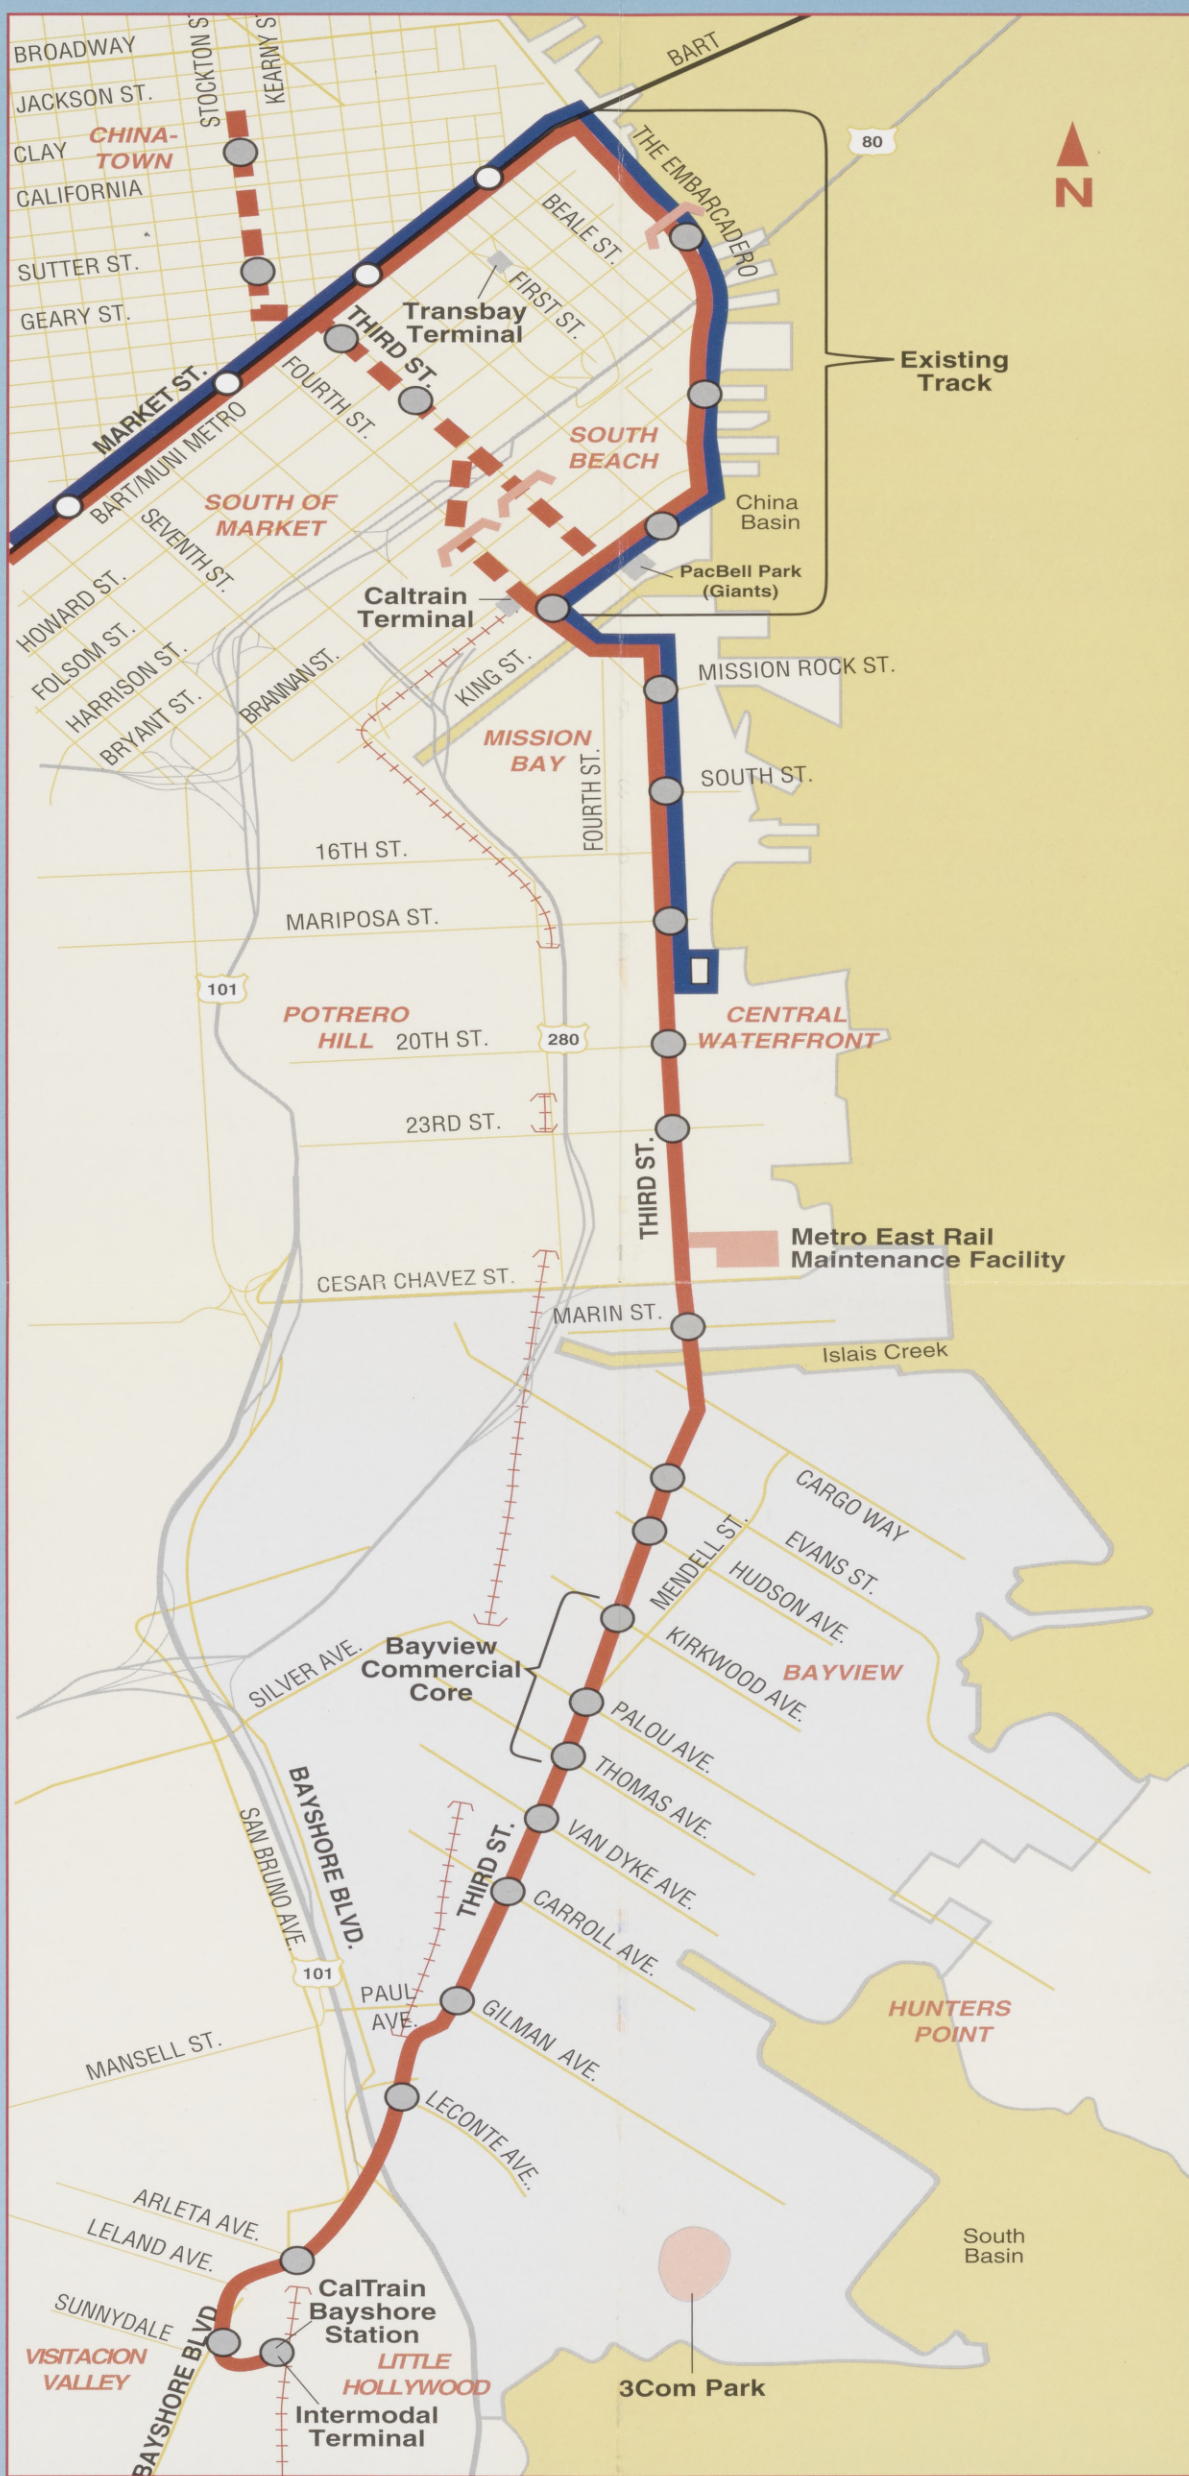 BROADWAY
JACKSON ST.
CLAY
CALIFORNIA
SUTTER ST.
GEARY ST.
STOCKTON S
KEARNY S
CHINA-
TOWN
BART
80
N
THE EMBARCADERO
BEALE ST.
FIRST ST.
Transbay
Terminal
THIRD ST.
FOURTH ST.
MARKET ST.
BART/MUNI METRO
Existing
Track
SOUTH
BEACH
SOUTH OF
MARKET
China
Basin
PacBell Park
(Giants)
Caltrain
Terminal
SEVENTH ST.
HOWARD ST.
FOLSOM ST.
HARRISON ST.
BRYANT ST.
BRANNAN ST.
KING ST.
MISSION ROCK ST.
MISSION
BAY
FOURTH ST.
SOUTH ST.
16TH ST.
MARIPOSA ST.
101
POTRERO
HILL
20TH ST.
280
CENTRAL
WATERFRONT
23RD ST.
THIRD ST.
Metro East Rail
Maintenance Facility
CESAR CHAVEZ ST.
MARIN ST.
Islais Creek
CARGO WAY
EVANS ST.
MENDELL ST.
HUDSON AVE.
KIRKWOOD AVE.
BAYVIEW
Bayview
Commercial
Core
SILVER AVE.
PALOU AVE.
THOMAS AVE.
VAN DYKE AVE.
CARROLL AVE.
THIRD ST.
BAYSHORE BLVD.
SAN BRUNO AVE.
101
PAUL
AVE.
GILMAN AVE.
MANSELL ST.
HUNTERS
POINT
LECONTE AVE..
ARLETA AVE.
LELAND AVE.
SUNNYDALE
CalTrain
Bayshore
Station
South
Basin
VISITACION
VALLEY
BAYSHORE BLVD
LITTLE
HOLLYWOOD
3Com Park
Intermodal
Terminal